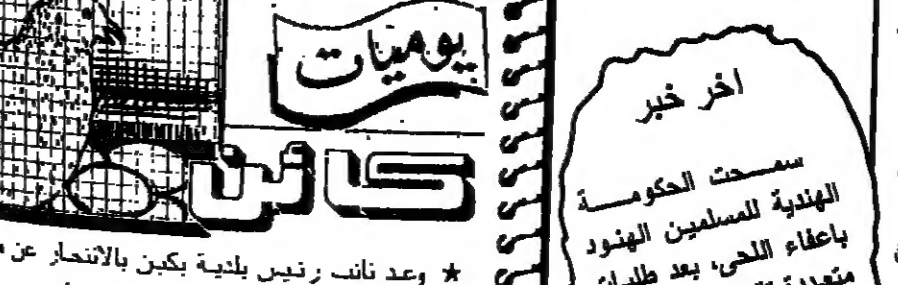 يوميات
كائن
★ وعد نائب رئيس بلدية بكين بالانتحار عن
اخر خبر
سمحت الحكومة
الهندية للمسلمين الهنود
باعفاء اللحى، بعد طلبات
متعددة